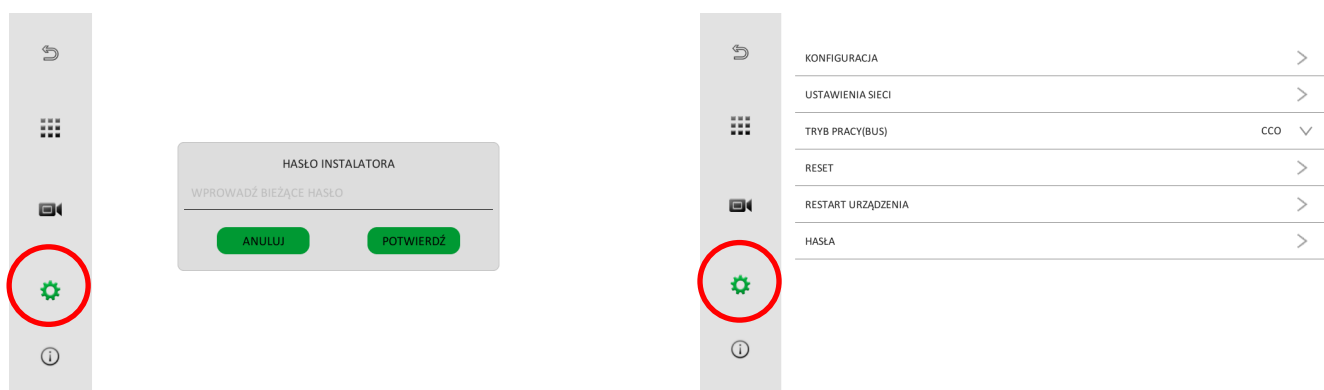 HASŁO INSTALATORA
WPROWADŹ BIEŻĄCE HASŁO
ANULUJ POTWIERDŹ
KONFIGURACJA
USTAWIENIA SIECI
TRYB PRACY(BUS) CCO
RESET
RESTART URZĄDZENIA
HASŁA